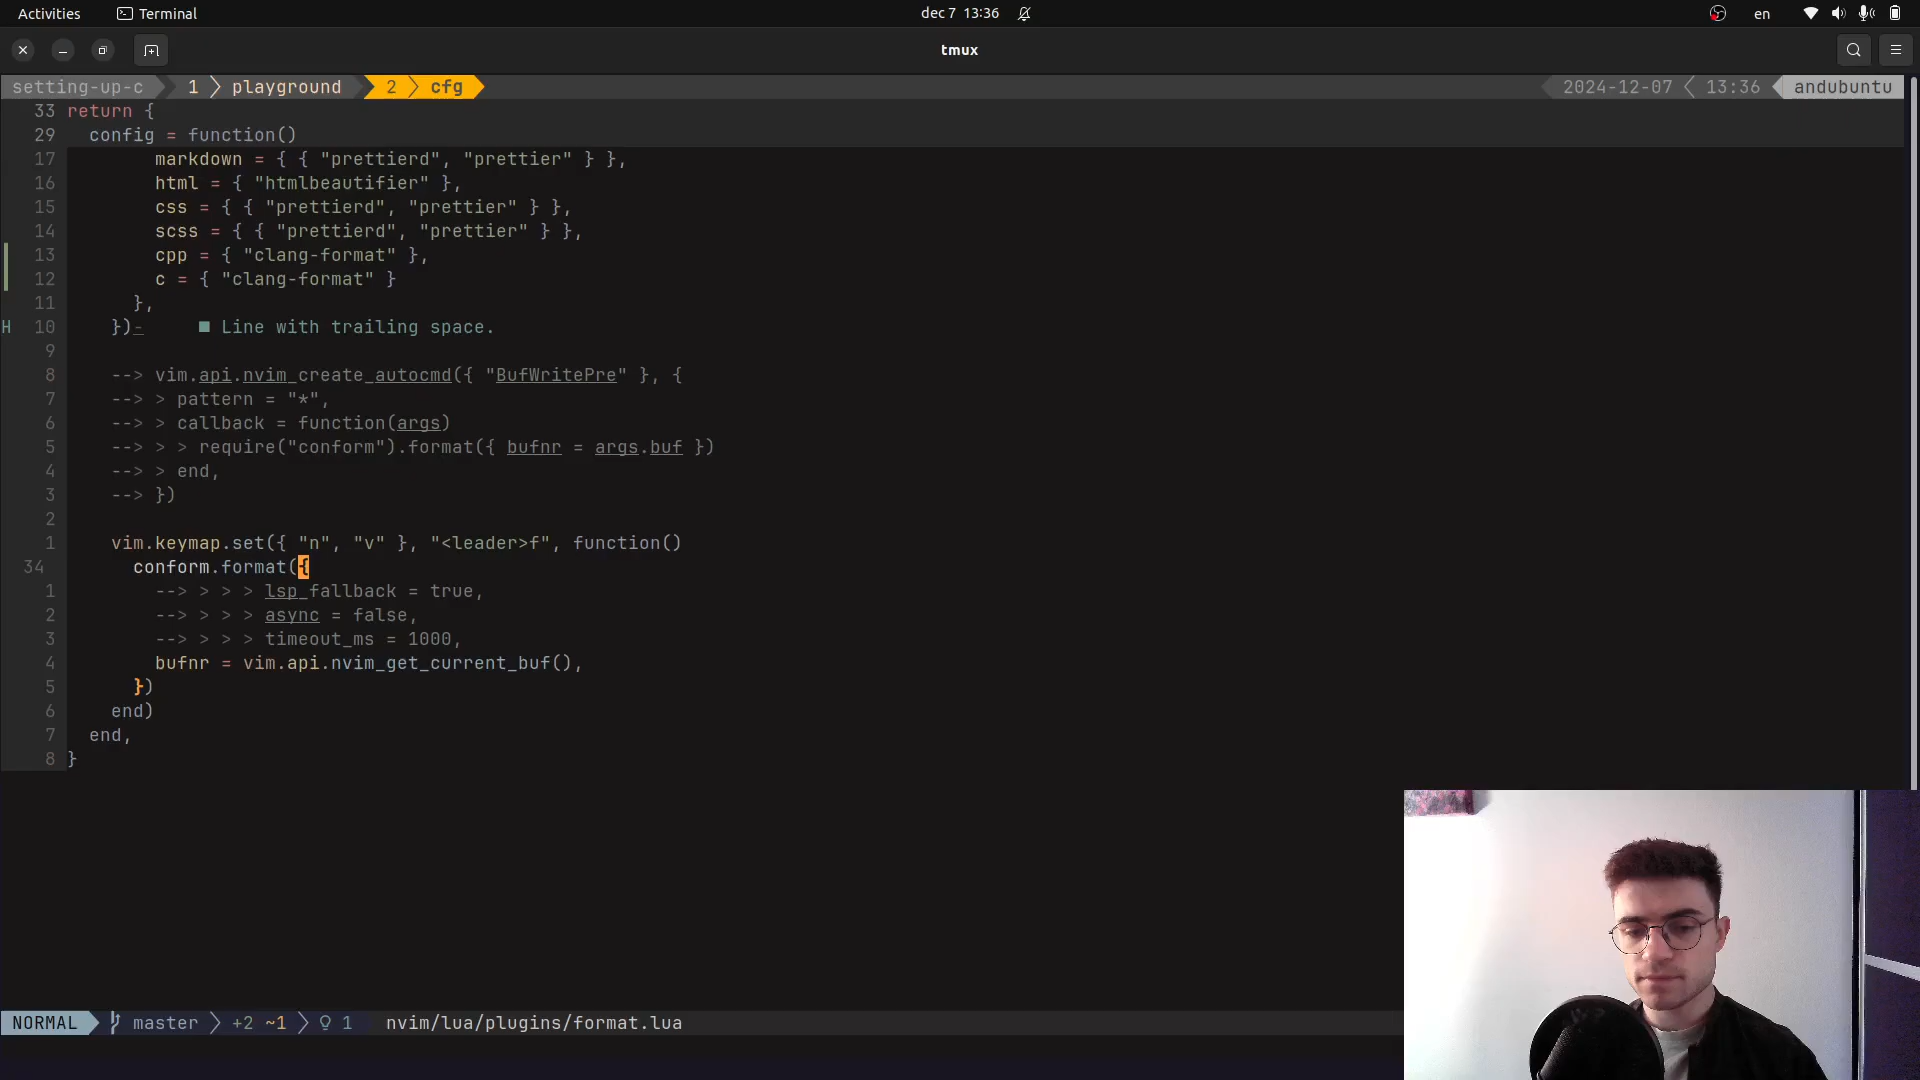 Activities Terminal dec 7 13:36 en
tmux
setting-up-c 1 playground 2 cfg 2024-12-07 13:36 andubuntu
33 return {
29 config = function()
17 markdown = { { "prettierd", "prettier" } },
16 html = { "htmlbeautifier" },
15 css = { { "prettierd", "prettier" } },
14 scss = { { "prettierd", "prettier" } },
13 cpp = { "clang-format" },
12 c = { "clang-format" }
11 },
H 10 })- ■ Line with trailing space.
9
8 --> vim.api.nvim_create_autocmd({ "BufWritePre" }, {
7 --> > pattern = "*",
6 --> > callback = function(args)
5 --> > > require("conform").format({ bufnr = args.buf })
4 --> > end,
3 --> })
2
1 vim.keymap.set({ "n", "v" }, "<leader>f", function()
34 conform.format({
1 --> > > > lsp_fallback = true,
2 --> > > > async = false,
3 --> > > > timeout_ms = 1000,
4 bufnr = vim.api.nvim_get_current_buf(),
5 })
6 end)
7 end,
8 }
NORMAL master +2 ~1 1 nvim/lua/plugins/format.lua